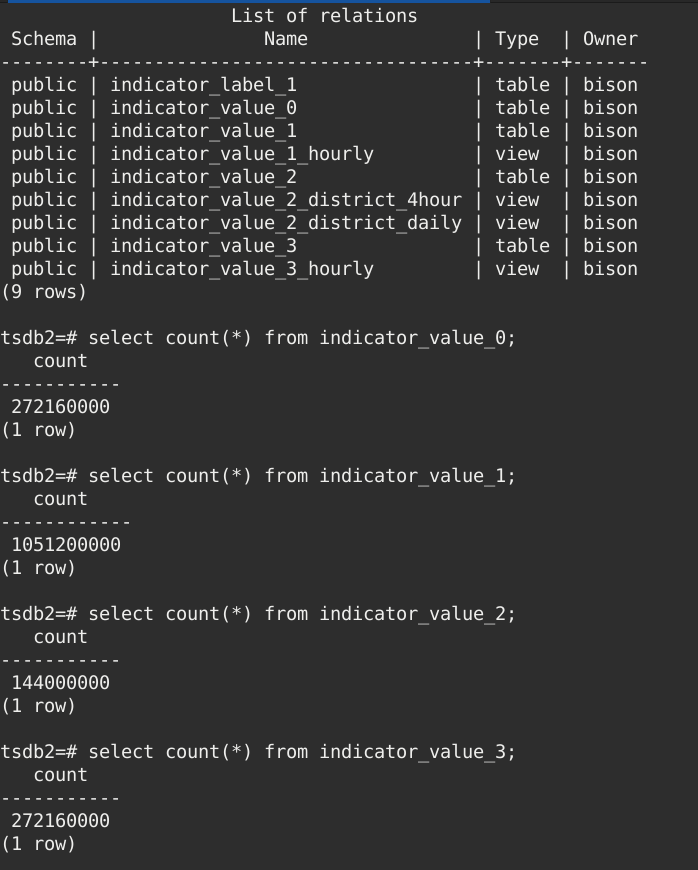 List of relations
 Schema |               Name               | Type  | Owner
--------+----------------------------------+-------+-------
 public | indicator_label_1                | table | bison
 public | indicator_value_0                | table | bison
 public | indicator_value_1                | table | bison
 public | indicator_value_1_hourly         | view  | bison
 public | indicator_value_2                | table | bison
 public | indicator_value_2_district_4hour | view  | bison
 public | indicator_value_2_district_daily | view  | bison
 public | indicator_value_3                | table | bison
 public | indicator_value_3_hourly         | view  | bison
(9 rows)

tsdb2=# select count(*) from indicator_value_0;
   count
-----------
 272160000
(1 row)

tsdb2=# select count(*) from indicator_value_1;
   count
------------
 1051200000
(1 row)

tsdb2=# select count(*) from indicator_value_2;
   count
-----------
 144000000
(1 row)

tsdb2=# select count(*) from indicator_value_3;
   count
-----------
 272160000
(1 row)